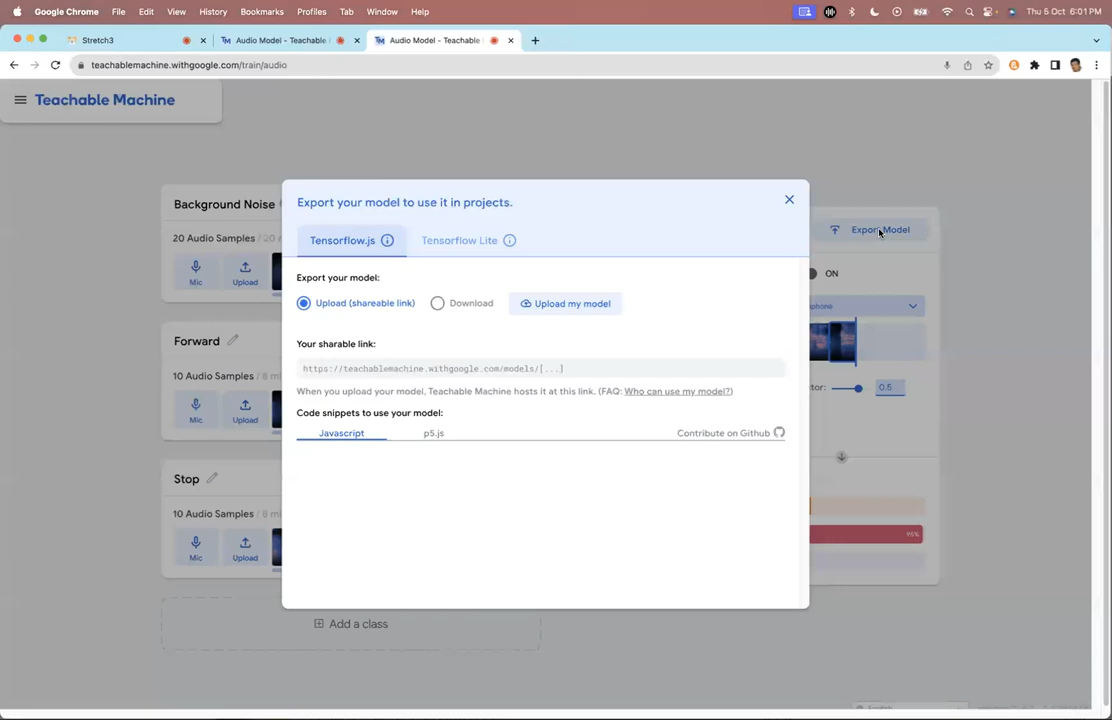 Google Chrome File Edit View History Bookmarks Profiles Tab Window Help Thu 5 Oct 6:01 PM
Stretch3 Audio Model - Teachable Audio Model - Teachable
teachablemachine.withgoogle.com/train/audio
Teachable Machine
Background Noise
20 Audio Samples
Mic Upload
Forward
10 Audio Samples
Mic Upload
Stop
10 Audio Samples
Mic Upload
Add a class
Export your model to use it in projects.
Tensorflow.js Tensorflow Lite
Export your model:
Upload (shareable link) Download Upload my model
Your sharable link:
https://teachablemachine.withgoogle.com/models/[...]
When you upload your model, Teachable Machine hosts it at this link. (FAQ: Who can use my model?)
Code snippets to use your model:
Javascript p5.js Contribute on Github
Export Model
ON
0.5
95%
English